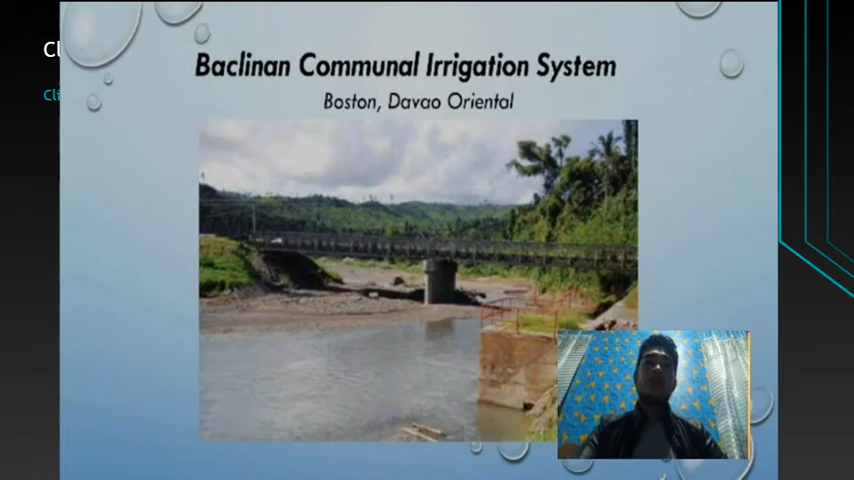 Baclinan Communal Irrigation System
Boston, Davao Oriental